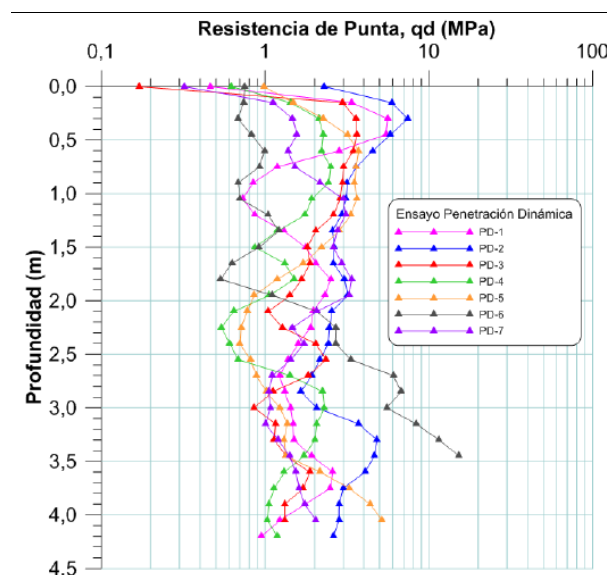 Resistencia de Punta, qd (MPa)
0,1 1 10 100
Profundidad (m)
0,0
0,5
1,0
1,5
2,0
2,5
3,0
3,5
4,0
4,5
Ensayo Penetración Dinámica
PD-1
PD-2
PD-3
PD-4
PD-5
PD-6
PD-7